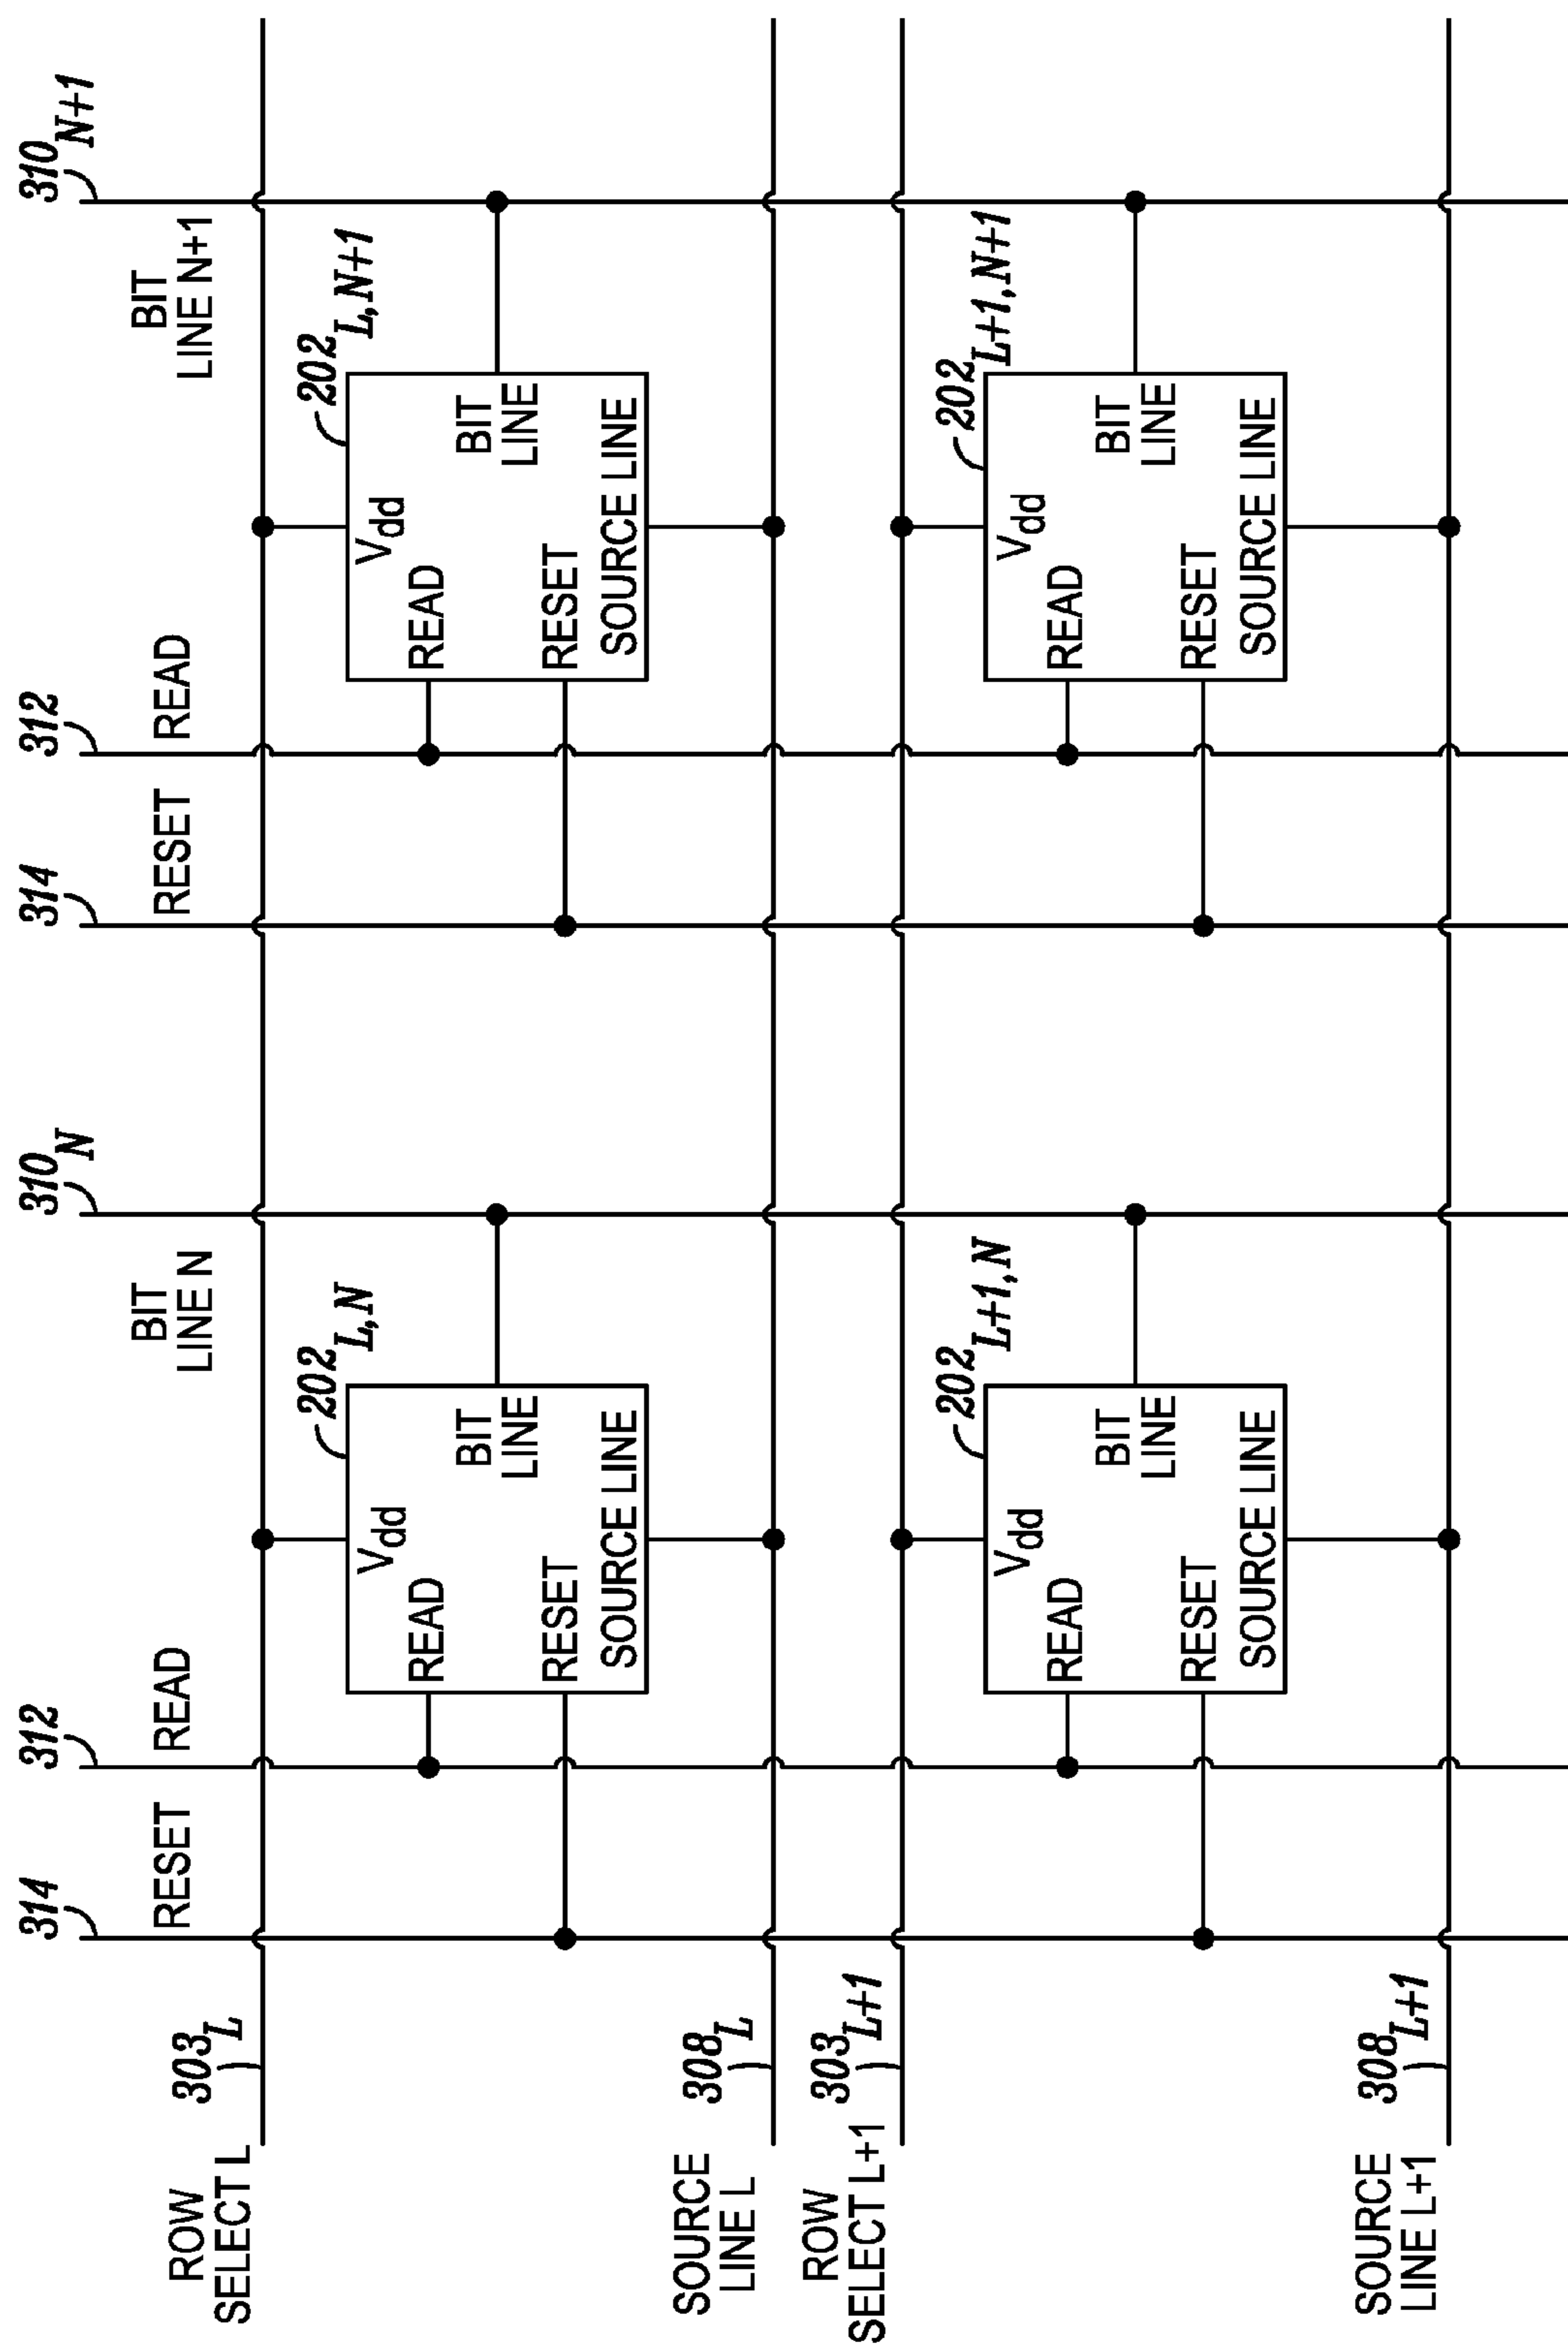 314
312
310N
314
312
310N+1
RESET
READ
BIT
LINE N
RESET
READ
BIT
LINE N+1
ROW
SELECT L
303L
202L,N
Vdd
READ
BIT
LINE
RESET
SOURCE LINE
202L,N+1
Vdd
READ
BIT
LINE
RESET
SOURCE LINE
SOURCE
LINE L
308L
ROW
SELECT L+1
303L+1
202L+1,N
Vdd
READ
BIT
LINE
RESET
SOURCE LINE
202L+1,N+1
Vdd
READ
BIT
LINE
RESET
SOURCE LINE
SOURCE
LINE L+1
308L+1